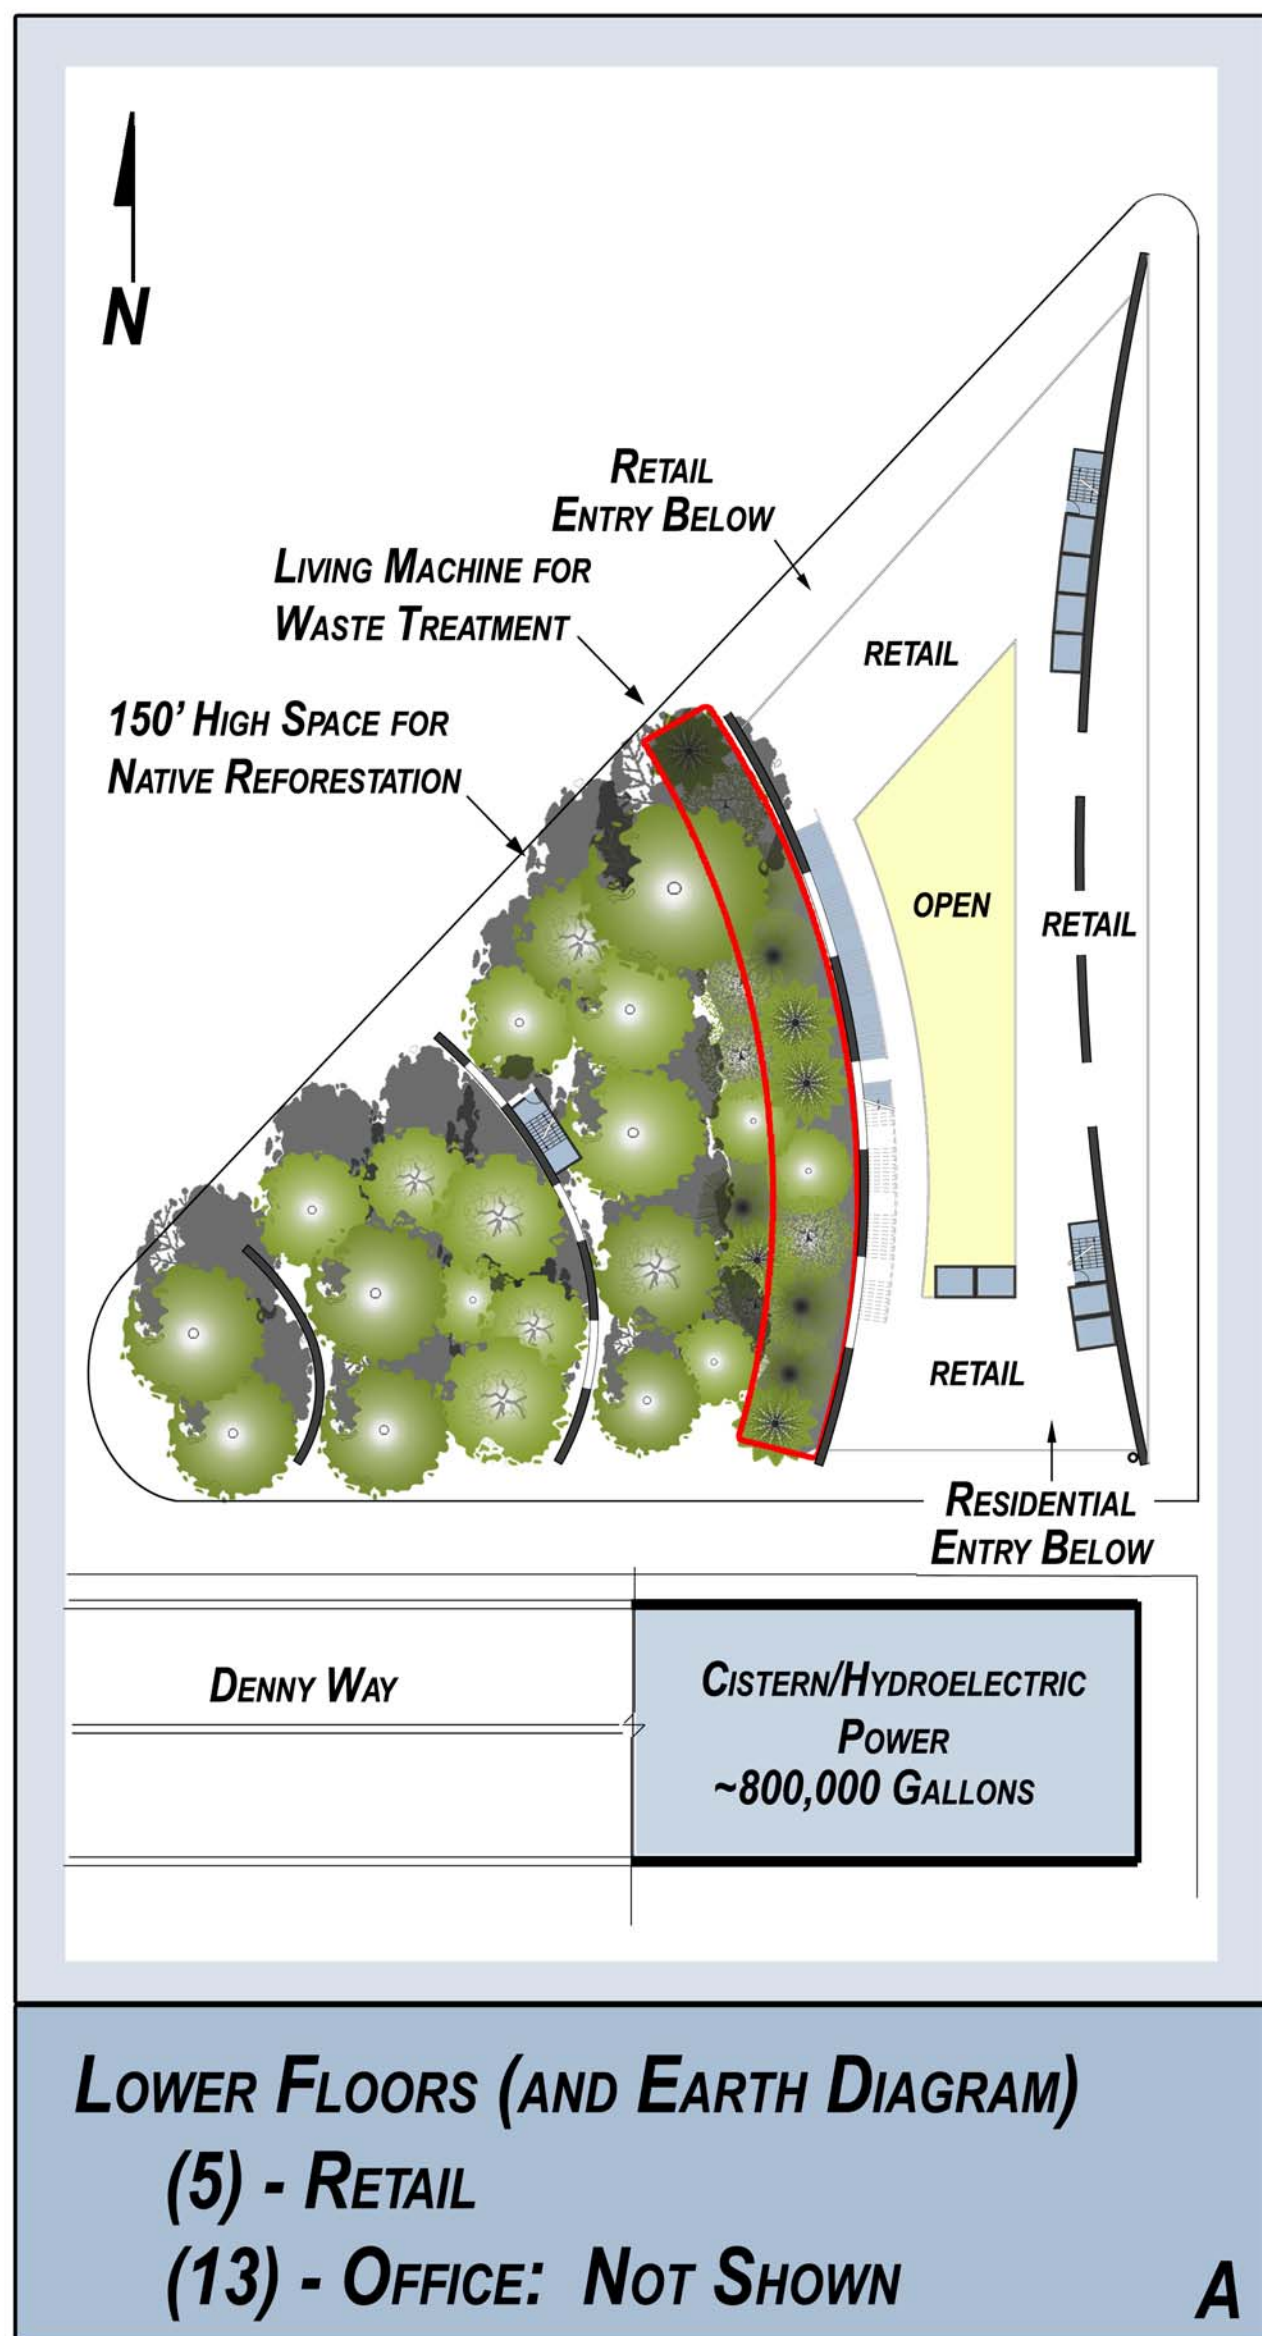 N
Retail
Entry Below
Living Machine for
Waste Treatment
150' High Space for
Native Reforestation
Retail
Open
Retail
Retail
Residential
Entry Below
Denny Way
Cistern/Hydroelectric
Power
~800,000 Gallons
Lower Floors (and Earth Diagram)
(5) - Retail
(13) - Office: Not Shown
A